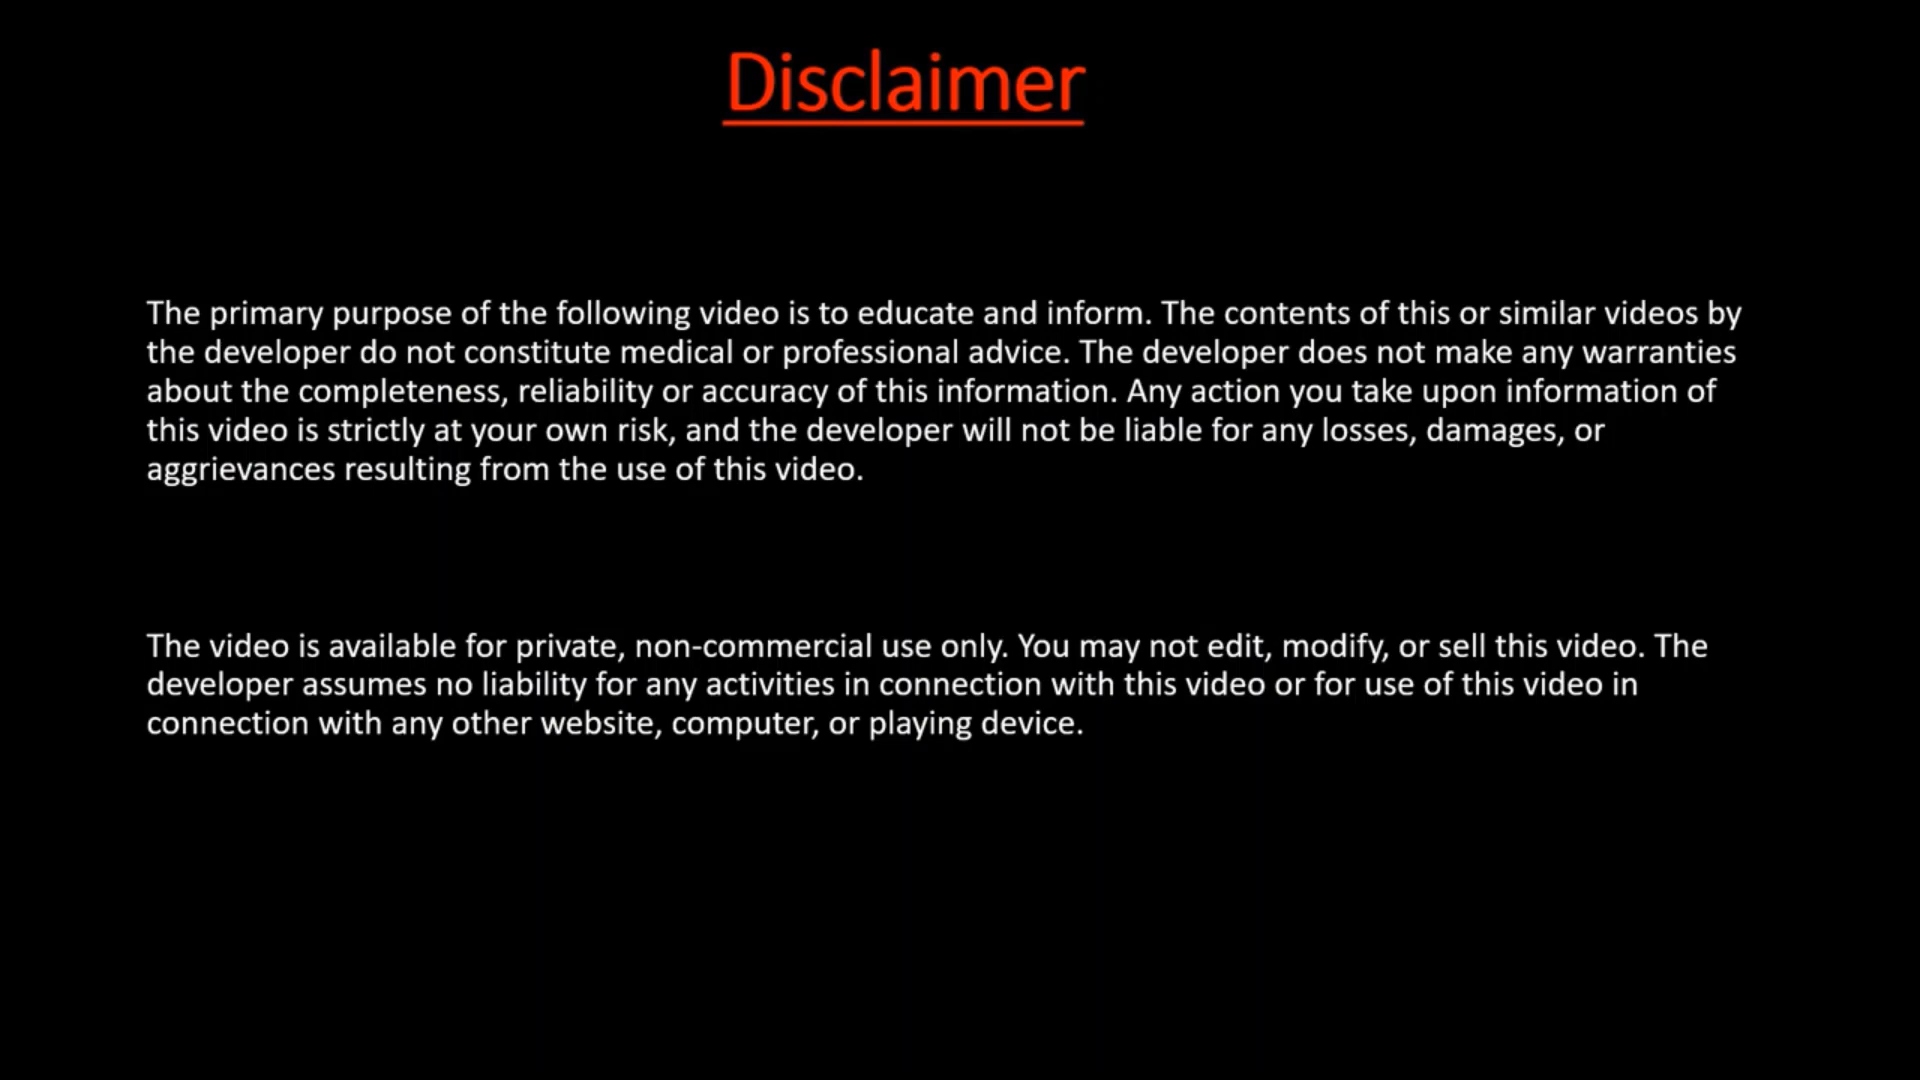 Disclaimer
The primary purpose of the following video is to educate and inform. The contents of this or similar videos by
the developer do not constitute medical or professional advice. The developer does not make any warranties
about the completeness, reliability or accuracy of this information. Any action you take upon information of
this video is strictly at your own risk, and the developer will not be liable for any losses, damages, or
aggrievances resulting from the use of this video.
The video is available for private, non-commercial use only. You may not edit, modify, or sell this video. The
developer assumes no liability for any activities in connection with this video or for use of this video in
connection with any other website, computer, or playing device.